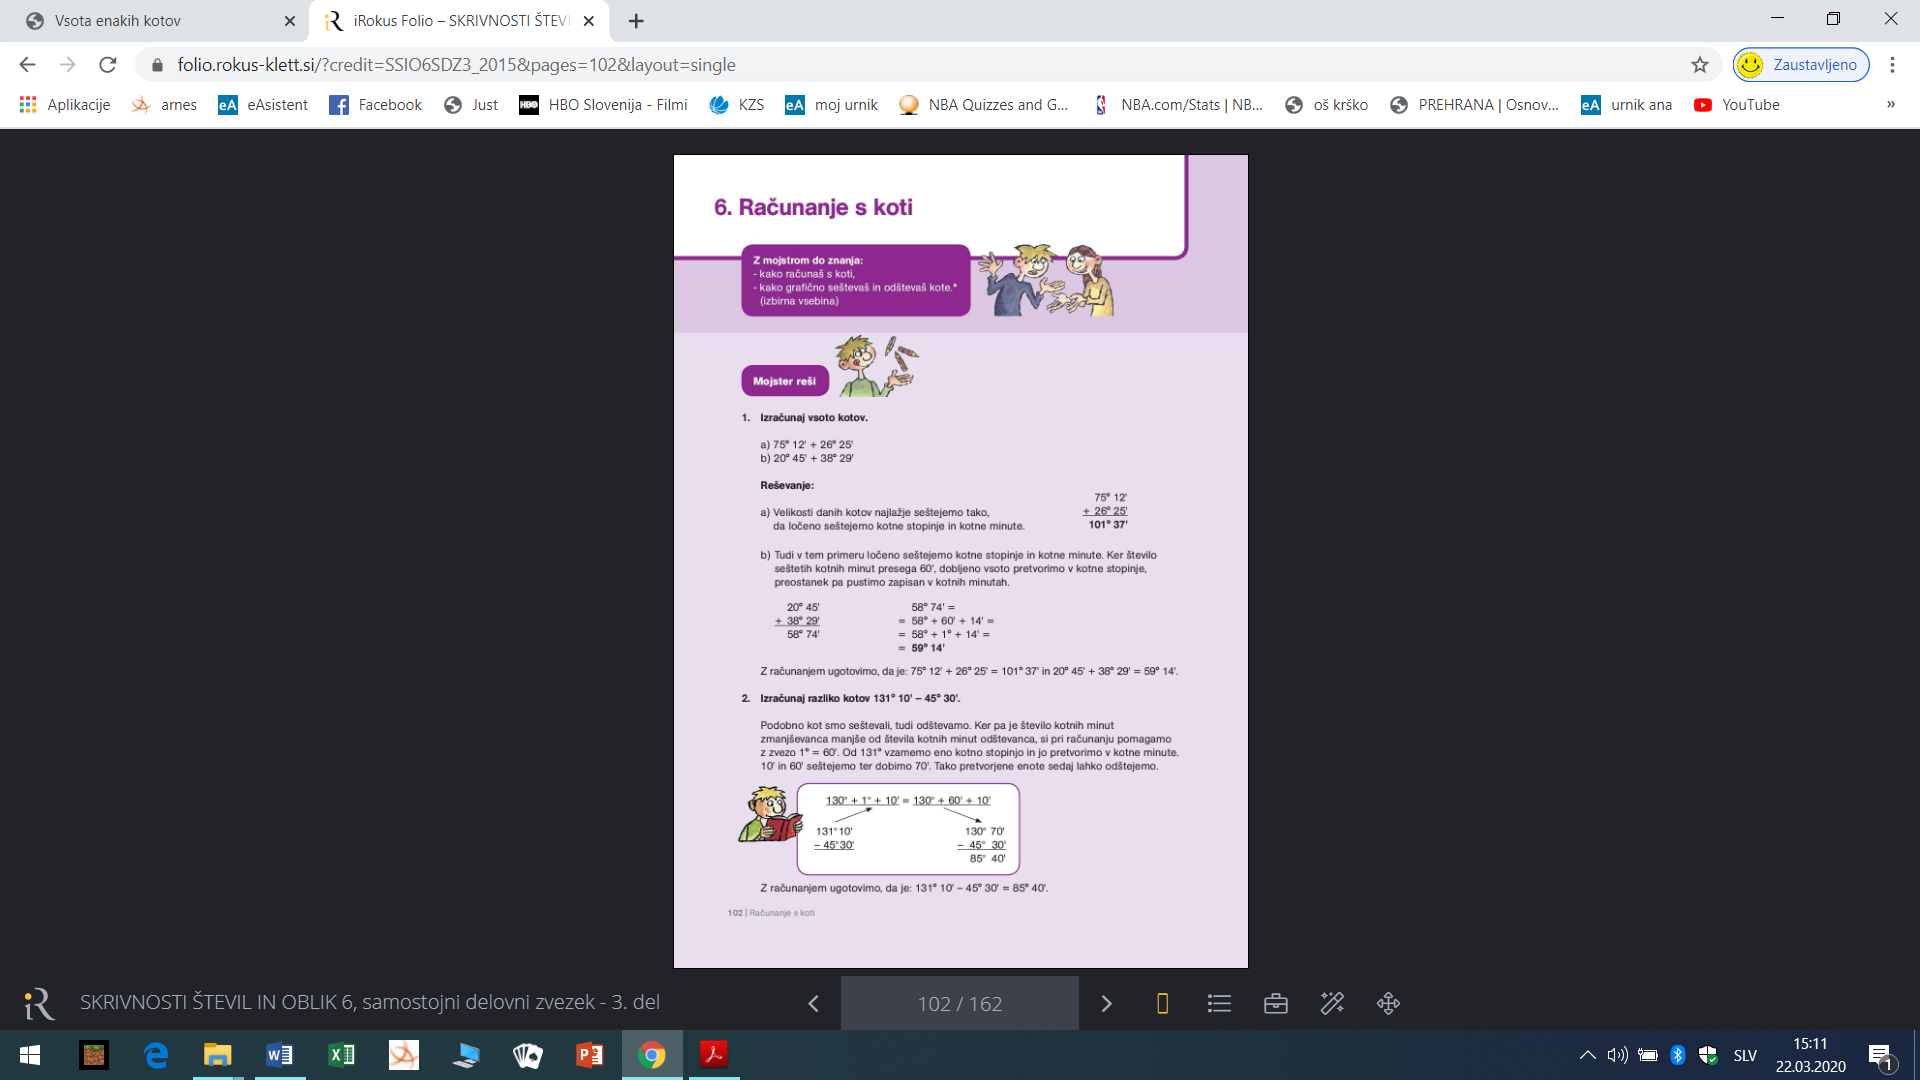 Vsota enakih kotov
iRokus Folio – SKRIVNOSTI ŠTEVI
folio.rokus-klett.si/?credit=SSIO6SDZ3_2015&pages=102&layout=single
Zaustavljeno
Aplikacije arnes eAsistent Facebook Just HBO Slovenija - Filmi KZS moj urnik NBA Quizzes and G... NBA.com/Stats | NB... oš krško PREHRANA | Osnov... urnik ana YouTube »
6. Računanje s koti
Z mojstrom do znanja:
- kako računaš s koti,
- kako grafično seštevaš in odštevaš kote.*
(izbirna vsebina)
Mojster reši
1. Izračunaj vsoto kotov.
a) 75° 12' + 26° 25'
b) 20° 45' + 38° 29'
Reševanje:
a) Velikosti danih kotov najlažje seštejemo tako,
da ločeno seštejemo kotne stopinje in kotne minute.
75° 12'
+ 26° 25'
101° 37'
b) Tudi v tem primeru ločeno seštejemo kotne stopinje in kotne minute. Ker število
seštetih kotnih minut presega 60', dobljeno vsoto pretvorimo v kotne stopinje,
preostanek pa pustimo zapisan v kotnih minutah.
20° 45'
+ 38° 29'
58° 74'
58° 74' =
= 58° + 60' + 14' =
= 58° + 1° + 14' =
= 59° 14'
Z računanjem ugotovimo, da je: 75° 12' + 26° 25' = 101° 37' in 20° 45' + 38° 29' = 59° 14'.
2. Izračunaj razliko kotov 131° 10' – 45° 30'.
Podobno kot smo seštevali, tudi odštevamo. Ker pa je število kotnih minut
zmanjševanca manjše od števila kotnih minut odštevanca, si pri računanju pomagamo
z zvezo 1° = 60'. Od 131° vzamemo eno kotno stopinjo in jo pretvorimo v kotne minute.
10' in 60' seštejemo ter dobimo 70'. Tako pretvorjene enote sedaj lahko odštejemo.
130° + 1° + 10' = 130° + 60' + 10'
131°10'
– 45°30'
130° 70'
– 45° 30'
85° 40'
Z računanjem ugotovimo, da je: 131° 10' – 45° 30' = 85° 40'.
102 | Računanje s koti
iR SKRIVNOSTI ŠTEVIL IN OBLIK 6, samostojni delovni zvezek - 3. del
102 / 162
SLV
15:11
22.03.2020
1